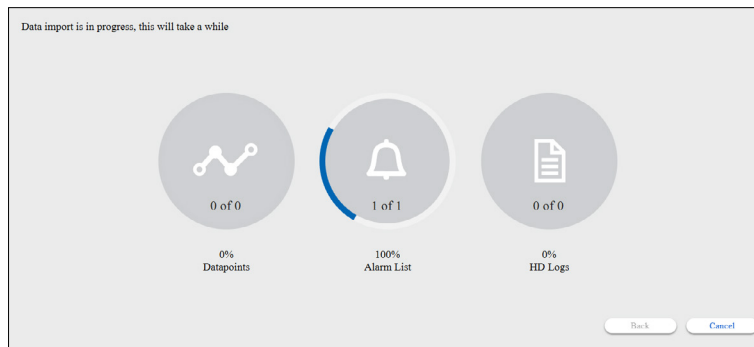 Data import is in progress, this will take a while
0 of 0
1 of 1
0 of 0
0%
Datapoints
100%
Alarm List
0%
HD Logs
Back
Cancel